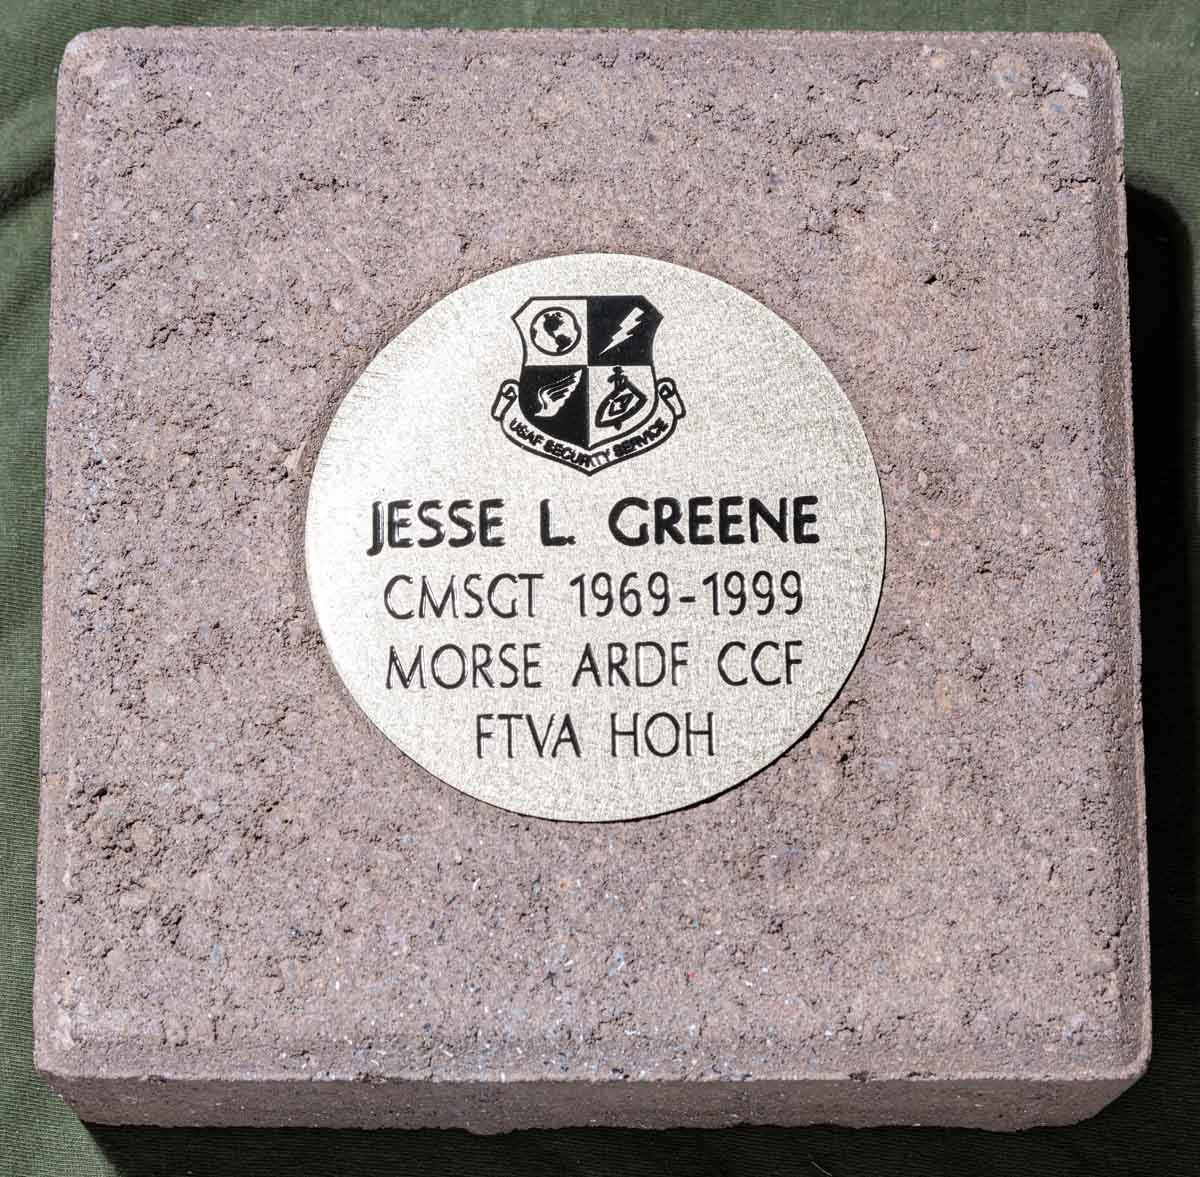 USAF SECURITY SERVICE
JESSE L. GREENE
CMSGT 1969-1999
MORSE ARDF CCF
FTVA HOH